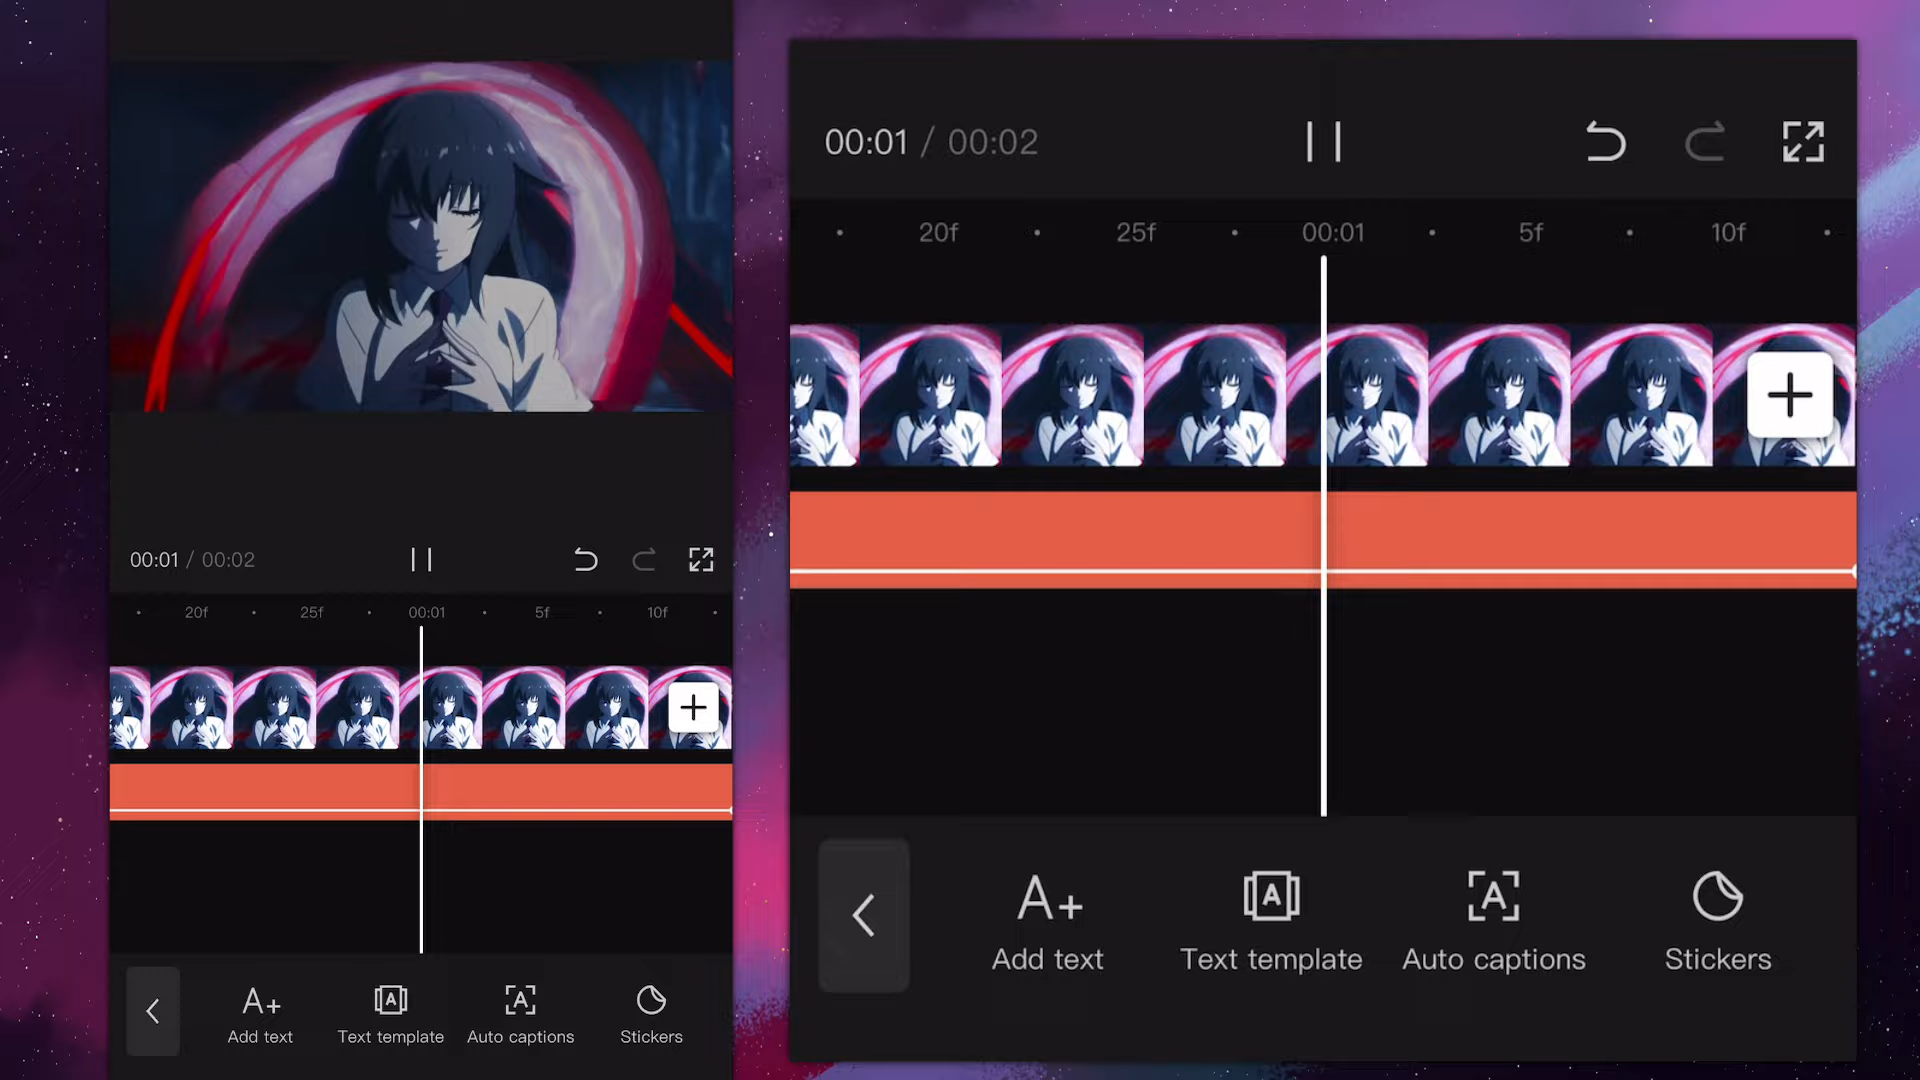 00:01 / 00:02
20f 25f 00:01 5f 10f
Add text Text template Auto captions Stickers
00:01 / 00:02
20f 25f 00:01 5f 10f
A+ A A
Add text Text template Auto captions Stickers